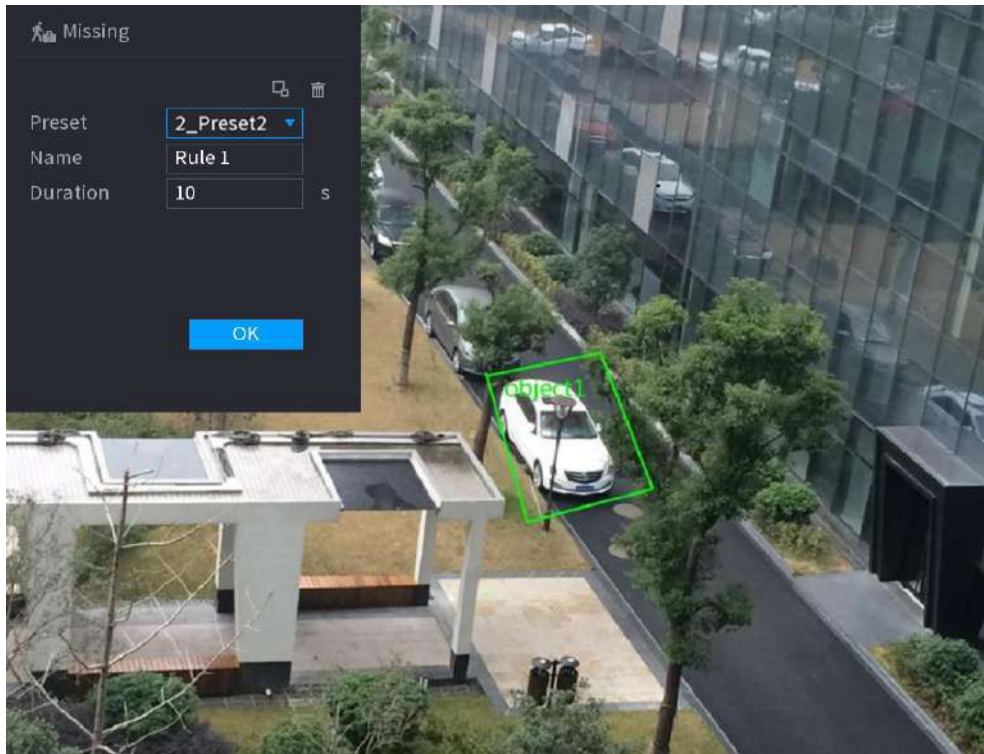 Missing
Preset 2_Preset2
Name Rule 1
Duration 10 s
OK
object1